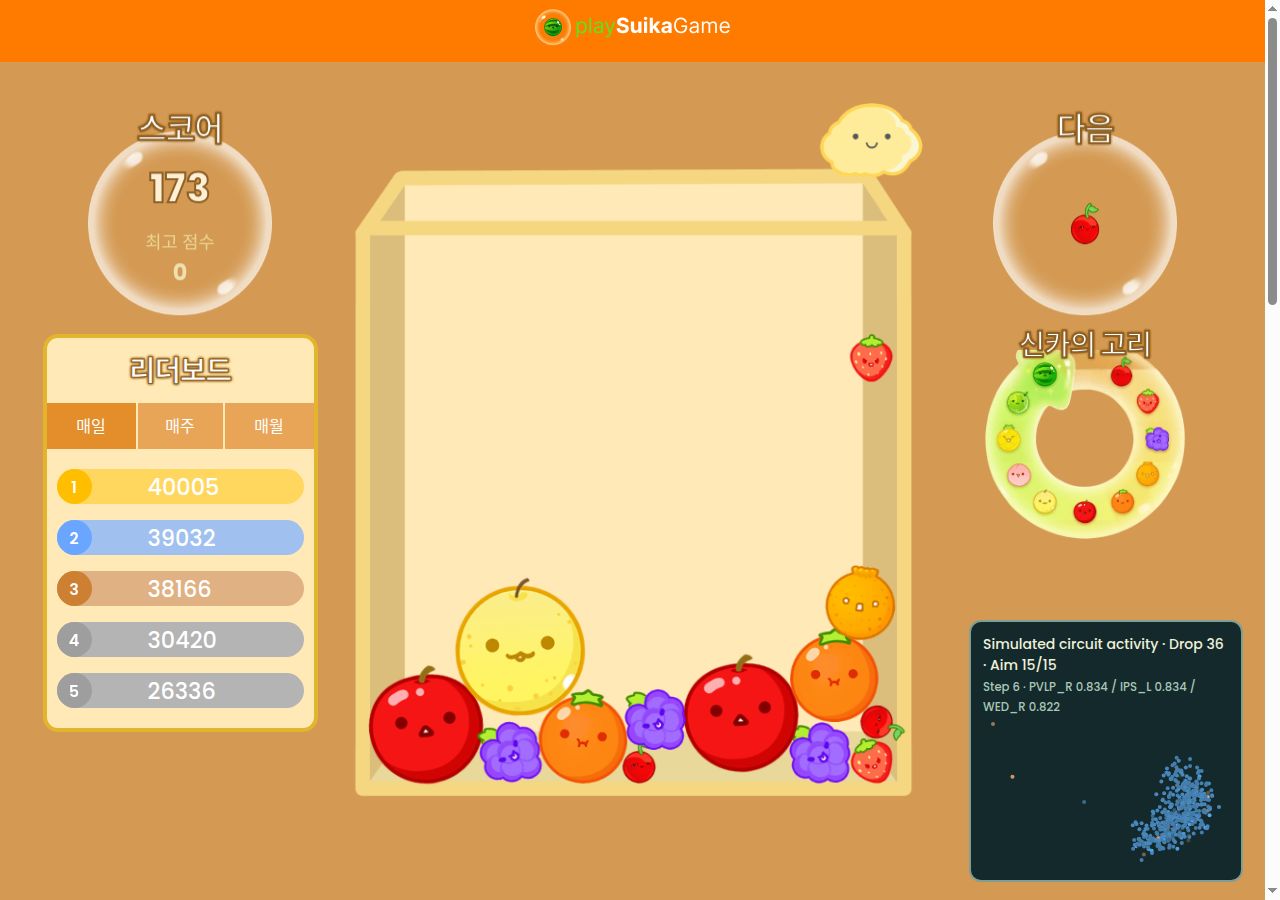 playSuikaGame
스코어
173
최고 점수
0
다음
리더보드
매일 매주 매월
1 40005
2 39032
3 38166
4 30420
5 26336
신카의 고리
Simulated circuit activity · Drop 36
· Aim 15/15
Step 6 · PVLP_R 0.834 / IPS_L 0.834 /
WED_R 0.822